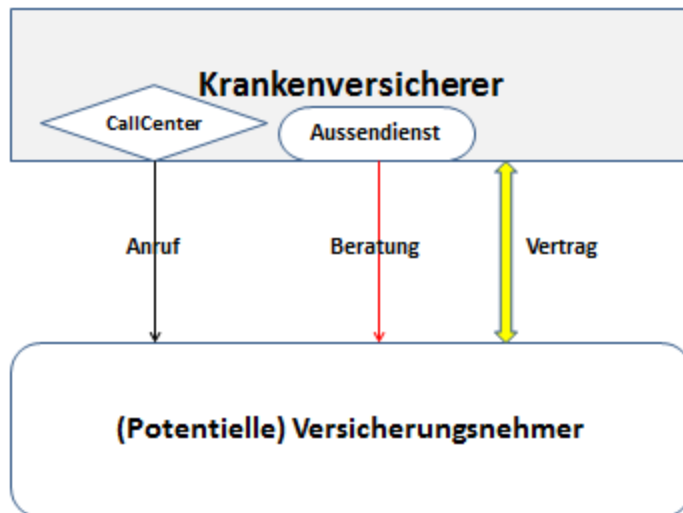 Krankenversicherer
CallCenter
Aussendienst
Anruf
Beratung
Vertrag
(Potentielle) Versicherungsnehmer